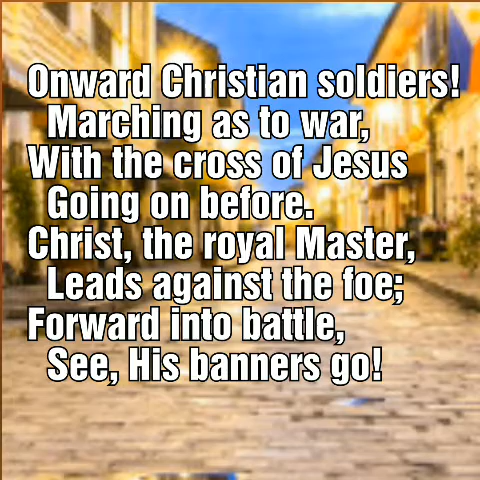 Onward Christian soldiers!
Marching as to war,
With the cross of Jesus
Going on before.
Christ, the royal Master,
Leads against the foe;
Forward into battle,
See, His banners go!